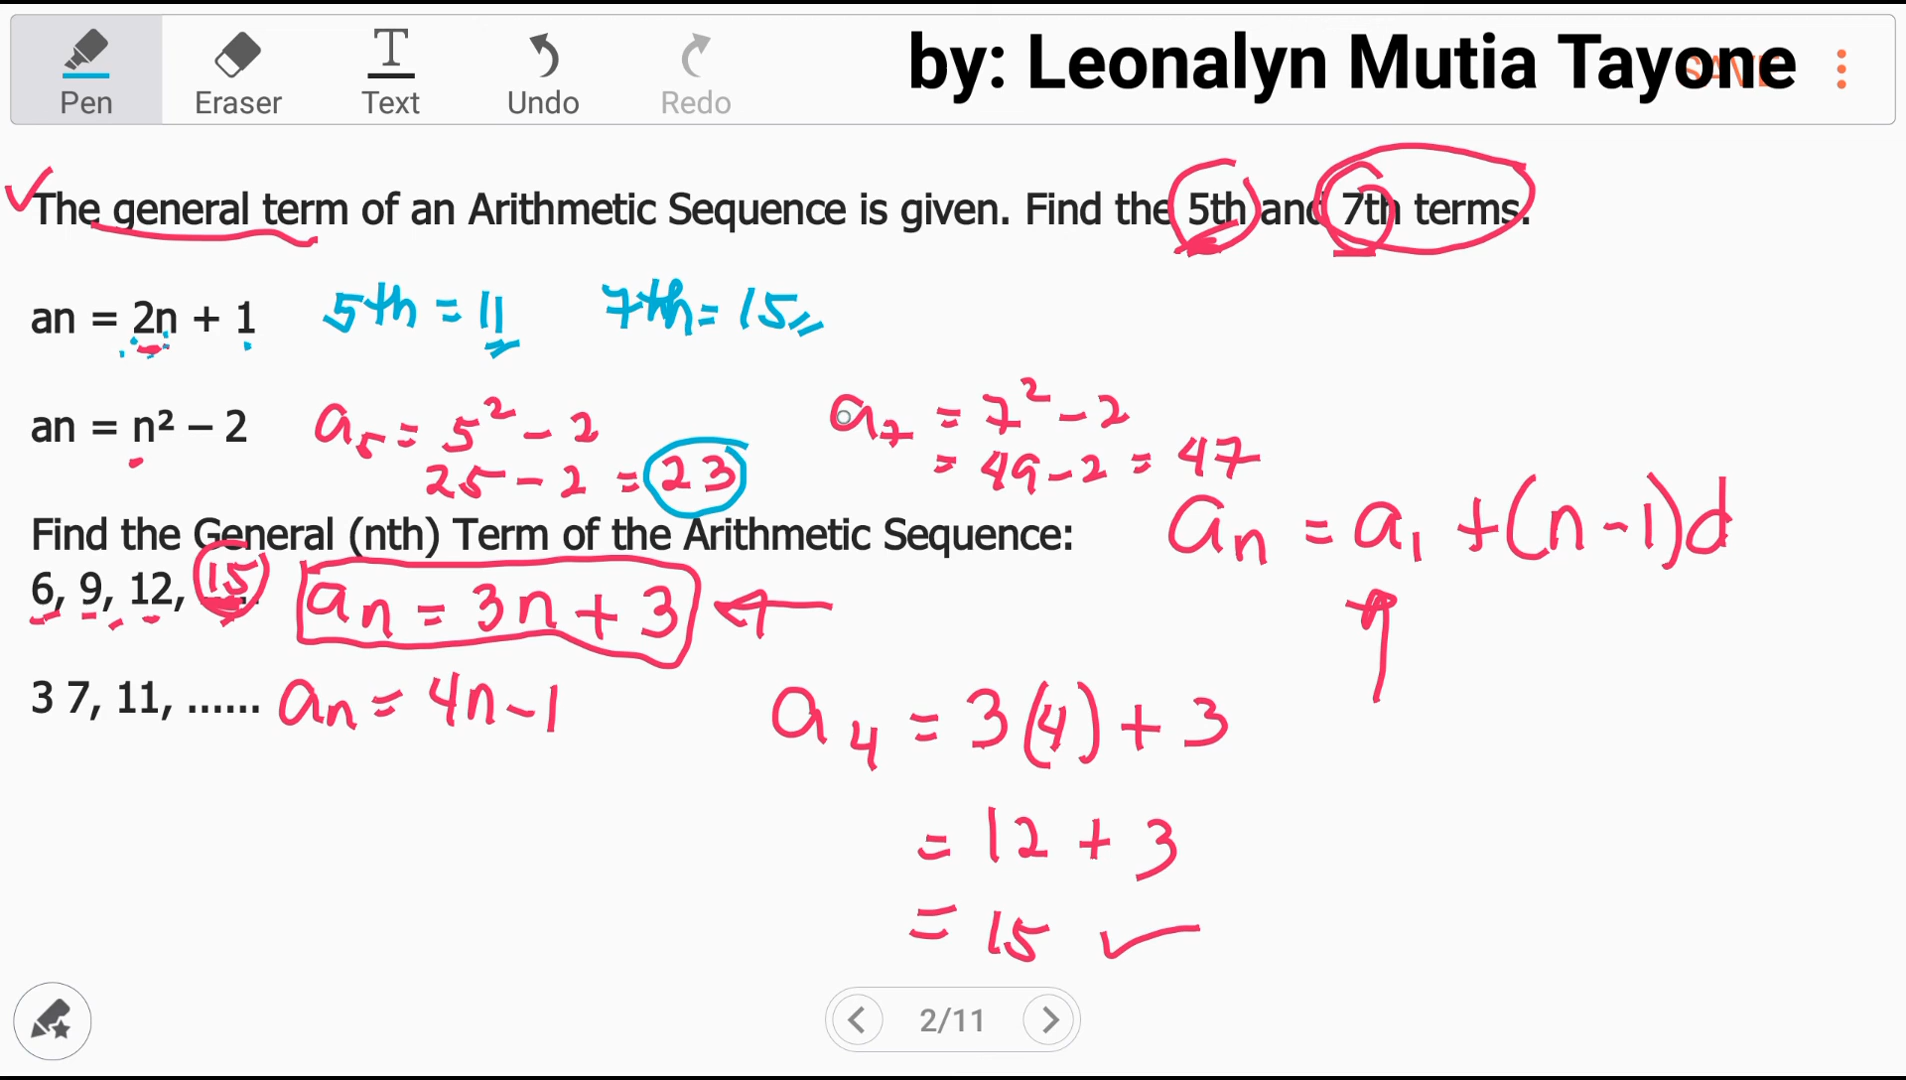 Pen Eraser Text Undo Redo by: Leonalyn Mutia Tayone
The general term of an Arithmetic Sequence is given. Find the 5th and 7th terms.
an = 2n + 1 5th = 11 7th = 15
an = n² – 2 a₅ = 5² - 2 a₇ = 7² - 2
25 - 2 = 23 = 49 - 2 = 47
Find the General (nth) Term of the Arithmetic Sequence: an = a₁ + (n - 1)d
6, 9, 12, 15 an = 3n + 3
3 7, 11, ...... an = 4n - 1 a₄ = 3(4) + 3
= 12 + 3
= 15 ✓
2/11